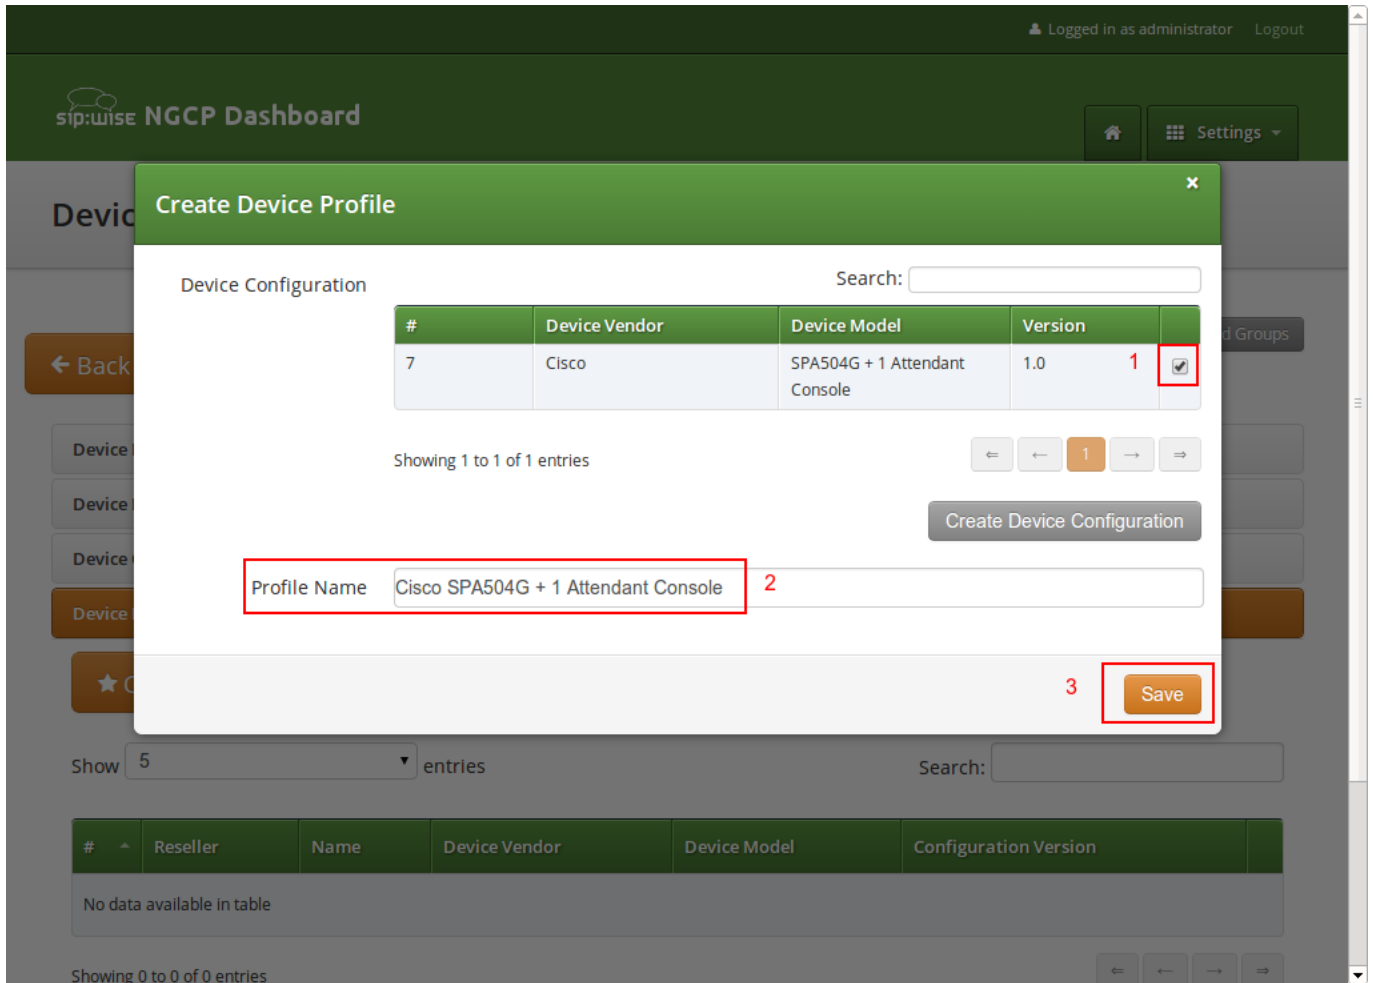 Logged in as administrator Logout
sip:wise NGCP Dashboard
Settings
Devic
Create Device Profile
×
Device Configuration
Search:
# Device Vendor Device Model Version
d Groups
Back
7 Cisco SPA504G + 1 Attendant 1.0 1
Console
Device
Showing 1 to 1 of 1 entries
⇐ ← 1 → ⇒
Device
Create Device Configuration
Device
Profile Name Cisco SPA504G + 1 Attendant Console 2
Device
3 Save
Show 5 entries
Search:
# Reseller Name Device Vendor Device Model Configuration Version
No data available in table
Showing 0 to 0 of 0 entries
⇐ ← → ⇒